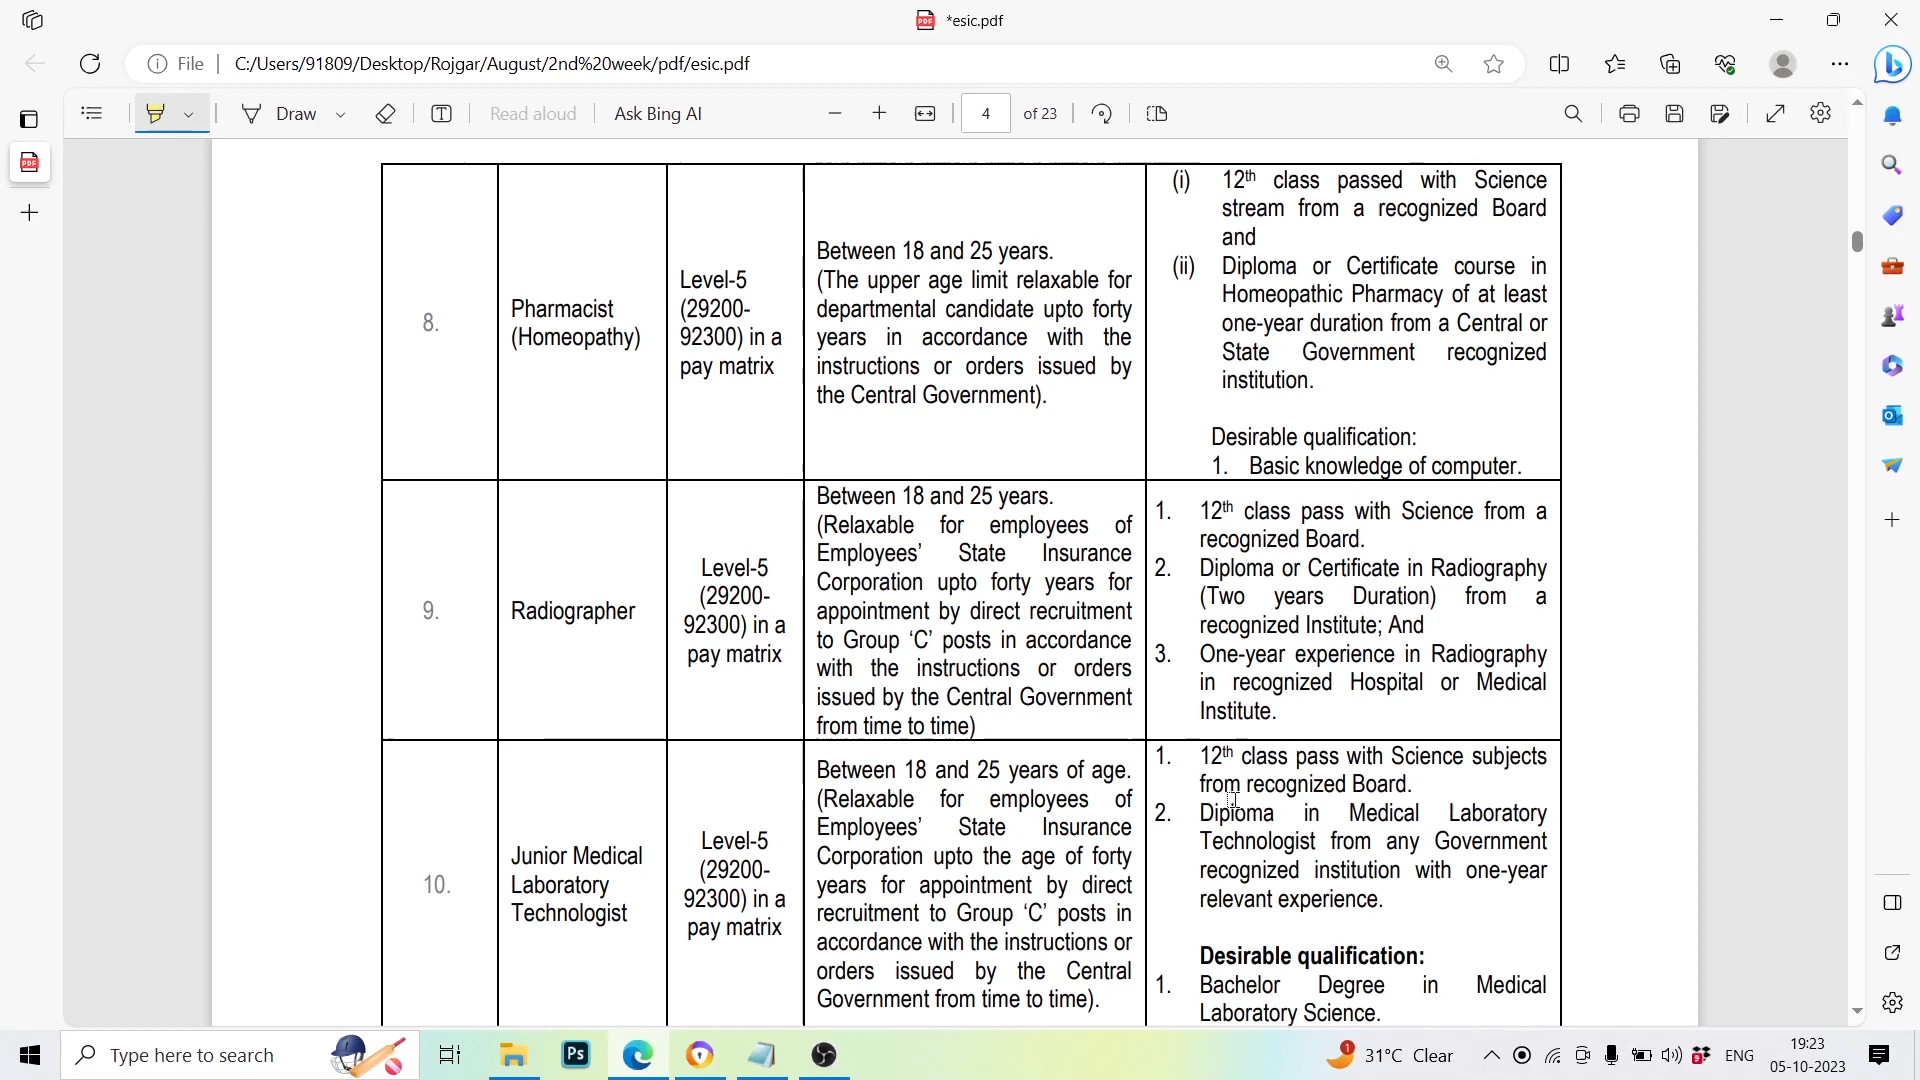 *esic.pdf
File
C:/Users/91809/Desktop/Rojgar/August/2nd%20week/pdf/esic.pdf
Draw
Read aloud
Ask Bing AI
4
of 23
8.
Pharmacist
(Homeopathy)
Level-5
(29200-
92300) in a
pay matrix
Between 18 and 25 years.
(The upper age limit relaxable for
departmental candidate upto forty
years in accordance with the
instructions or orders issued by
the Central Government).
(i) 12th class passed with Science
stream from a recognized Board
and
(ii) Diploma or Certificate course in
Homeopathic Pharmacy of at least
one-year duration from a Central or
State Government recognized
institution.
Desirable qualification:
1. Basic knowledge of computer.
9.
Radiographer
Level-5
(29200-
92300) in a
pay matrix
Between 18 and 25 years.
(Relaxable for employees of
Employees’ State Insurance
Corporation upto forty years for
appointment by direct recruitment
to Group ‘C’ posts in accordance
with the instructions or orders
issued by the Central Government
from time to time)
1. 12th class pass with Science from a
recognized Board.
2. Diploma or Certificate in Radiography
(Two years Duration) from a
recognized Institute; And
3. One-year experience in Radiography
in recognized Hospital or Medical
Institute.
10.
Junior Medical
Laboratory
Technologist
Level-5
(29200-
92300) in a
pay matrix
Between 18 and 25 years of age.
(Relaxable for employees of
Employees’ State Insurance
Corporation upto the age of forty
years for appointment by direct
recruitment to Group ‘C’ posts in
accordance with the instructions or
orders issued by the Central
Government from time to time).
1. 12th class pass with Science subjects
from recognized Board.
2. Diploma in Medical Laboratory
Technologist from any Government
recognized institution with one-year
relevant experience.
Desirable qualification:
1. Bachelor Degree in Medical
Laboratory Science.
Type here to search
Ps
1
31°C Clear
ENG
19:23
05-10-2023